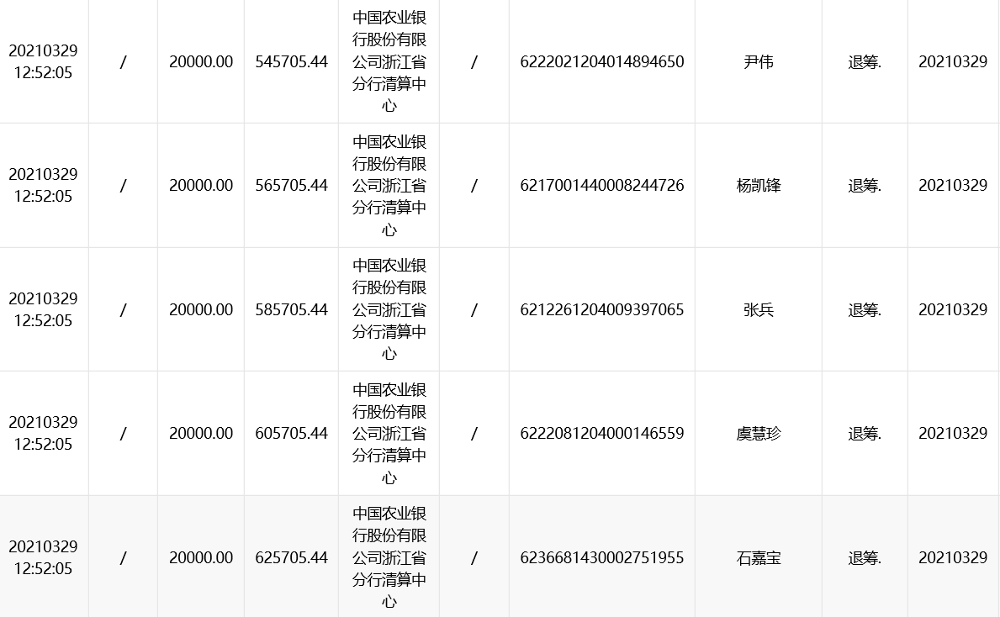 20210329
12:52:05
/
20000.00
545705.44
中国农业银
行股份有限
公司浙江省
分行清算中
心
/
6222021204014894650
尹伟
退筹.
20210329
20210329
12:52:05
/
20000.00
565705.44
中国农业银
行股份有限
公司浙江省
分行清算中
心
/
6217001440008244726
杨凯锋
退筹.
20210329
20210329
12:52:05
/
20000.00
585705.44
中国农业银
行股份有限
公司浙江省
分行清算中
心
/
6212261204009397065
张兵
退筹.
20210329
20210329
12:52:05
/
20000.00
605705.44
中国农业银
行股份有限
公司浙江省
分行清算中
心
/
6222081204000146559
虞慧珍
退筹.
20210329
20210329
12:52:05
/
20000.00
625705.44
中国农业银
行股份有限
公司浙江省
分行清算中
心
/
6236681430002751955
石嘉宝
退筹.
20210329